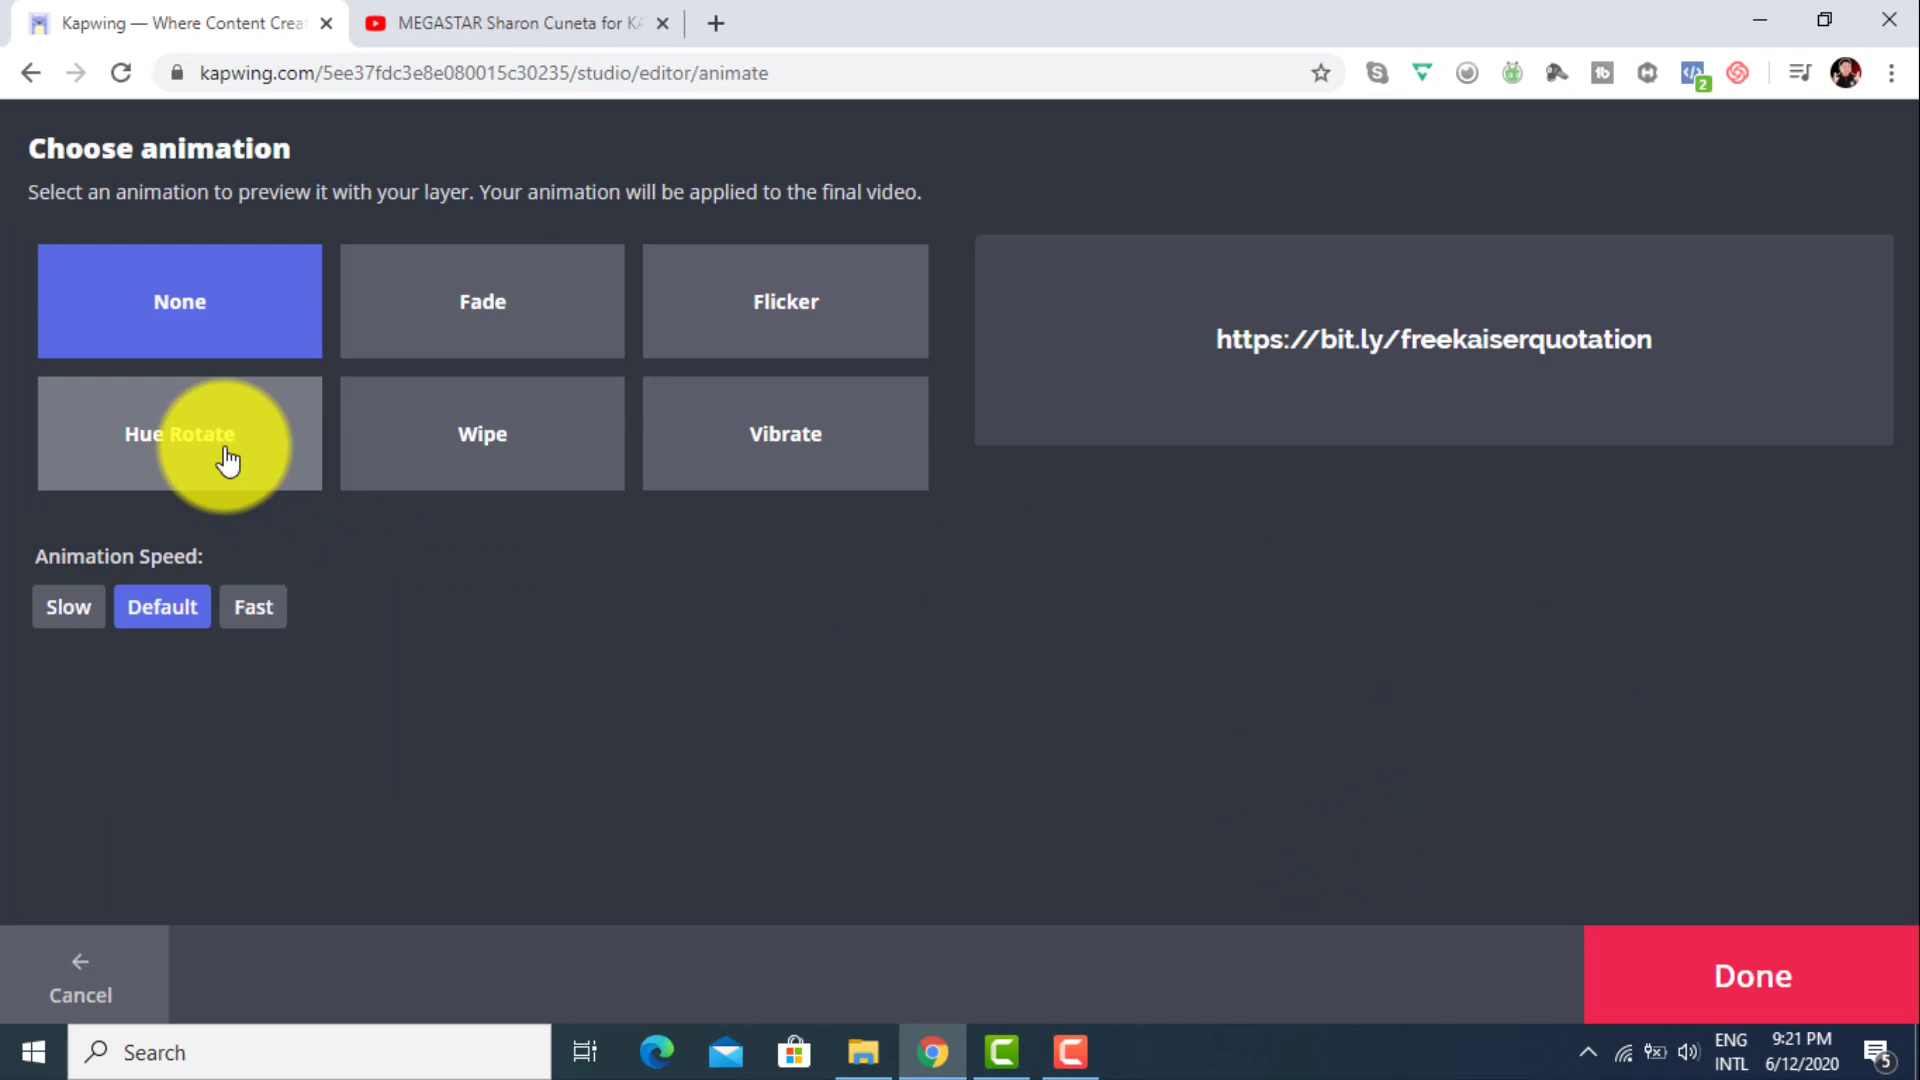 Kapwing — Where Content Crea
MEGASTAR Sharon Cuneta for KA
kapwing.com/5ee37fdc3e8e080015c30235/studio/editor/animate
2
Choose animation
Select an animation to preview it with your layer. Your animation will be applied to the final video.
None
Fade
Flicker
https://bit.ly/freekaiserquotation
Hue Rotate
Wipe
Vibrate
Animation Speed:
Slow
Default
Fast
Cancel
Done
Search
ENG
INTL
9:21 PM
6/12/2020
5